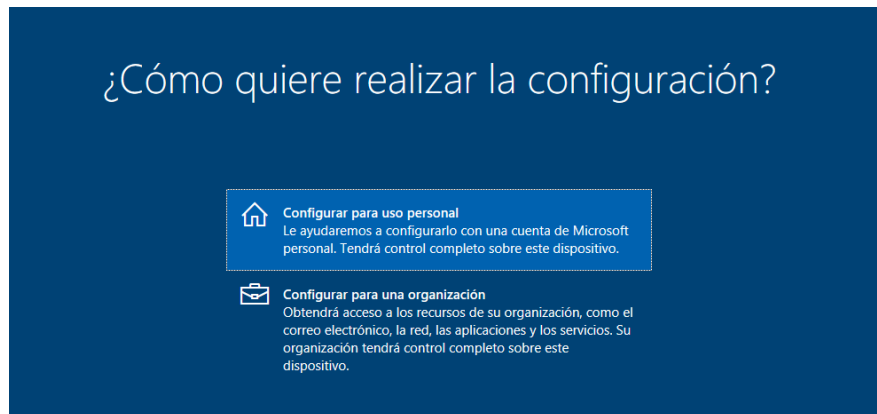 ¿Cómo quiere realizar la configuración?
Configurar para uso personal
Le ayudaremos a configurarlo con una cuenta de Microsoft
personal. Tendrá control completo sobre este dispositivo.
Configurar para una organización
Obtendrá acceso a los recursos de su organización, como el
correo electrónico, la red, las aplicaciones y los servicios. Su
organización tendrá control completo sobre este
dispositivo.